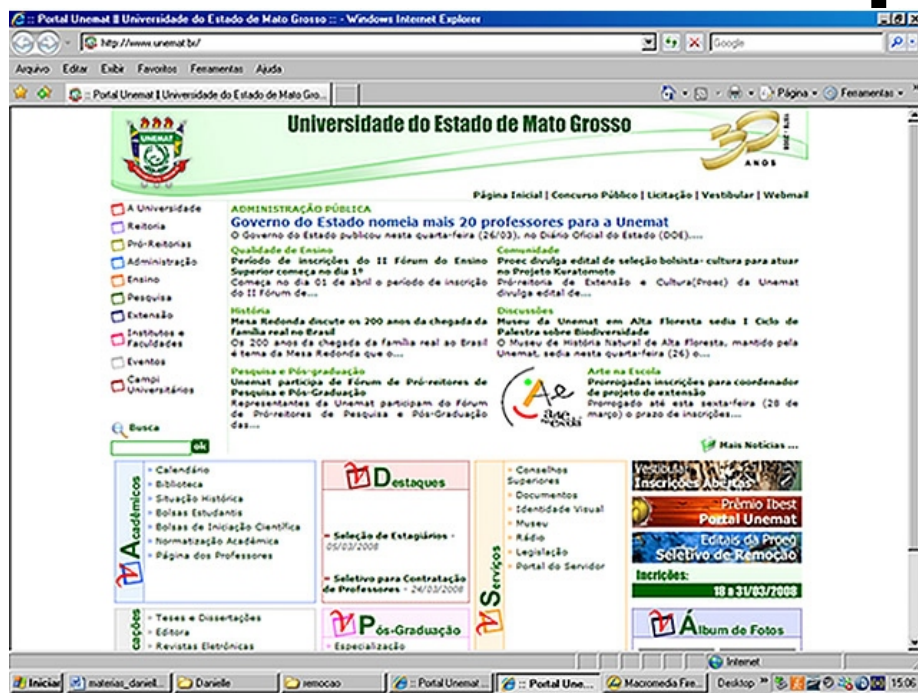 :: Portal Unemat || Universidade do Estado de Mato Grosso :: - Windows Internet Explorer
http://www.unemat.br/
Google
Arquivo Editar Exibir Favoritos Ferramentas Ajuda
:: Portal Unemat || Universidade do Estado de Mato Gro...
Página Ferramentas
UNEMAT
Universidade do Estado de Mato Grosso
30
ANOS
1978 - 2008
Página Inicial | Concurso Público | Licitação | Vestibular | Webmail
A Universidade
Reitoria
Pró-Reitorias
Administração
Ensino
Pesquisa
Extensão
Institutos e
Faculdades
Eventos
Campi
Universitários
Busca
ok
ADMINISTRAÇÃO PÚBLICA
Governo do Estado nomeia mais 20 professores para a Unemat
O Governo do Estado publicou nesta quarta-feira (26/03), no Diário Oficial do Estado (DOE),...
Qualidade de Ensino
Período de inscrições do II Fórum do Ensino
Superior começa no dia 1º
Começa no dia 01 de abril o período de inscrição
do II Fórum de...
Comunidade
Proec divulga edital de seleção bolsista- cultura para atuar
no Projeto Kuratomoto
Pró-reitoria de Extensão e Cultura(Proec) da Unemat
divulga edital de...
História
Mesa Redonda discute os 200 anos da chegada da
família real no Brasil
Os 200 anos da chegada da família real ao Brasil
é tema da Mesa Redonda que o...
Discussões
Museu da Unemat em Alta Floresta sedia I Ciclo de
Palestra sobre Biodiversidade
O Museu de História Natural de Alta Floresta, mantido pela
Unemat, sedia nesta quarta-feira (26) o...
Pesquisa e Pós-graduação
Unemat participa de Fórum de Pró-reitores de
Pesquisa e Pós-Graduação
Representantes da Unemat participam do Fórum
de Pró-reitores de Pesquisa e Pós-Graduação
das...
Ae
arte
na escola
Arte na Escola
Prorrogadas inscrições para coordenador
de projeto de extensão
Prorrogado até esta sexta-feira (28 de
março) o prazo de inscrições...
Mais Notícias ...
Acadêmicos
Calendário
Biblioteca
Situação Histórica
Bolsas Estudantis
Bolsas de Iniciação Científica
Normatização Acadêmica
Página dos Professores
Destaques
Seleção de Estagiários -
05/03/2008
Seletivo para Contratação
de Professores - 24/03/2008
Serviços
Conselhos
Superiores
Documentos
Identidade Visual
Museu
Rádio
Legislação
Portal do Servidor
Vestibular
Inscrições Abertas
Prêmio Ibest
Portal Unemat
Editais da Proeg
Seletivo de Remoção
Incrições:
18 a 31/03/2008
cações
Teses e Dissertações
Editora
Revistas Eletrônicas
Pós-Graduação
Especialização
Álbum de Fotos
Internet
Iniciar
materias_daniell...
Danielle
remocao
:: Portal Unemat ...
:: Portal Une...
Macromedia Fire...
Desktop
15:06